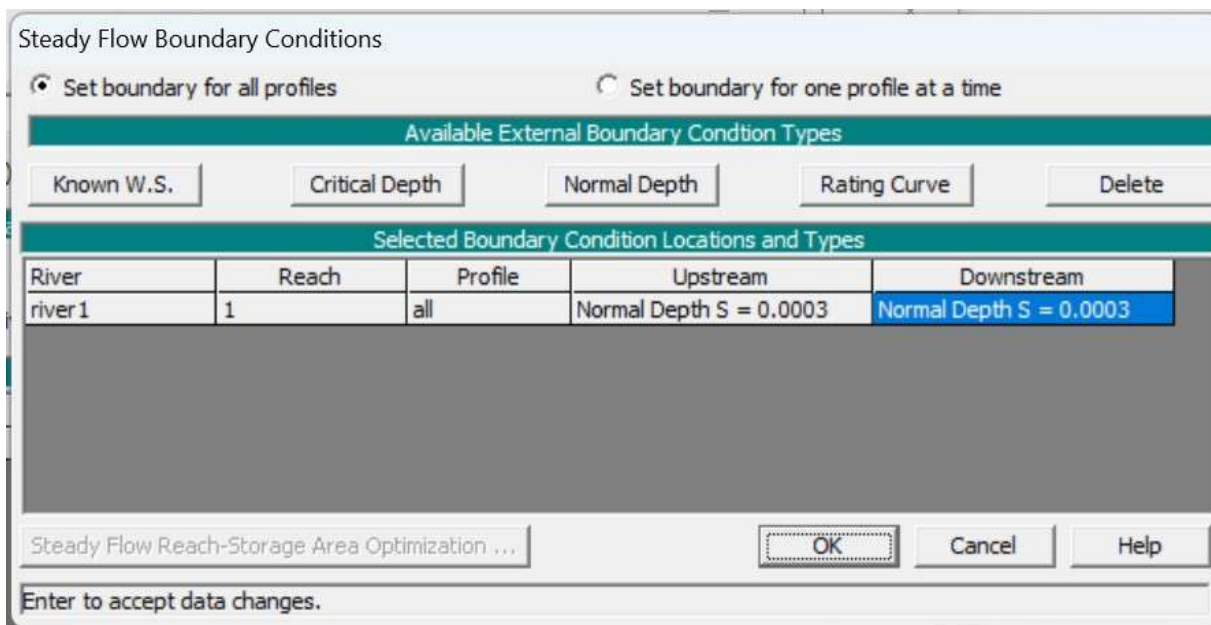 Steady Flow Boundary Conditions
Set boundary for all profiles Set boundary for one profile at a time
Available External Boundary Condtion Types
Known W.S. Critical Depth Normal Depth Rating Curve Delete
Selected Boundary Condition Locations and Types
River Reach Profile Upstream Downstream
river1 1 all Normal Depth S = 0.0003 Normal Depth S = 0.0003
Steady Flow Reach-Storage Area Optimization ... OK Cancel Help
Enter to accept data changes.